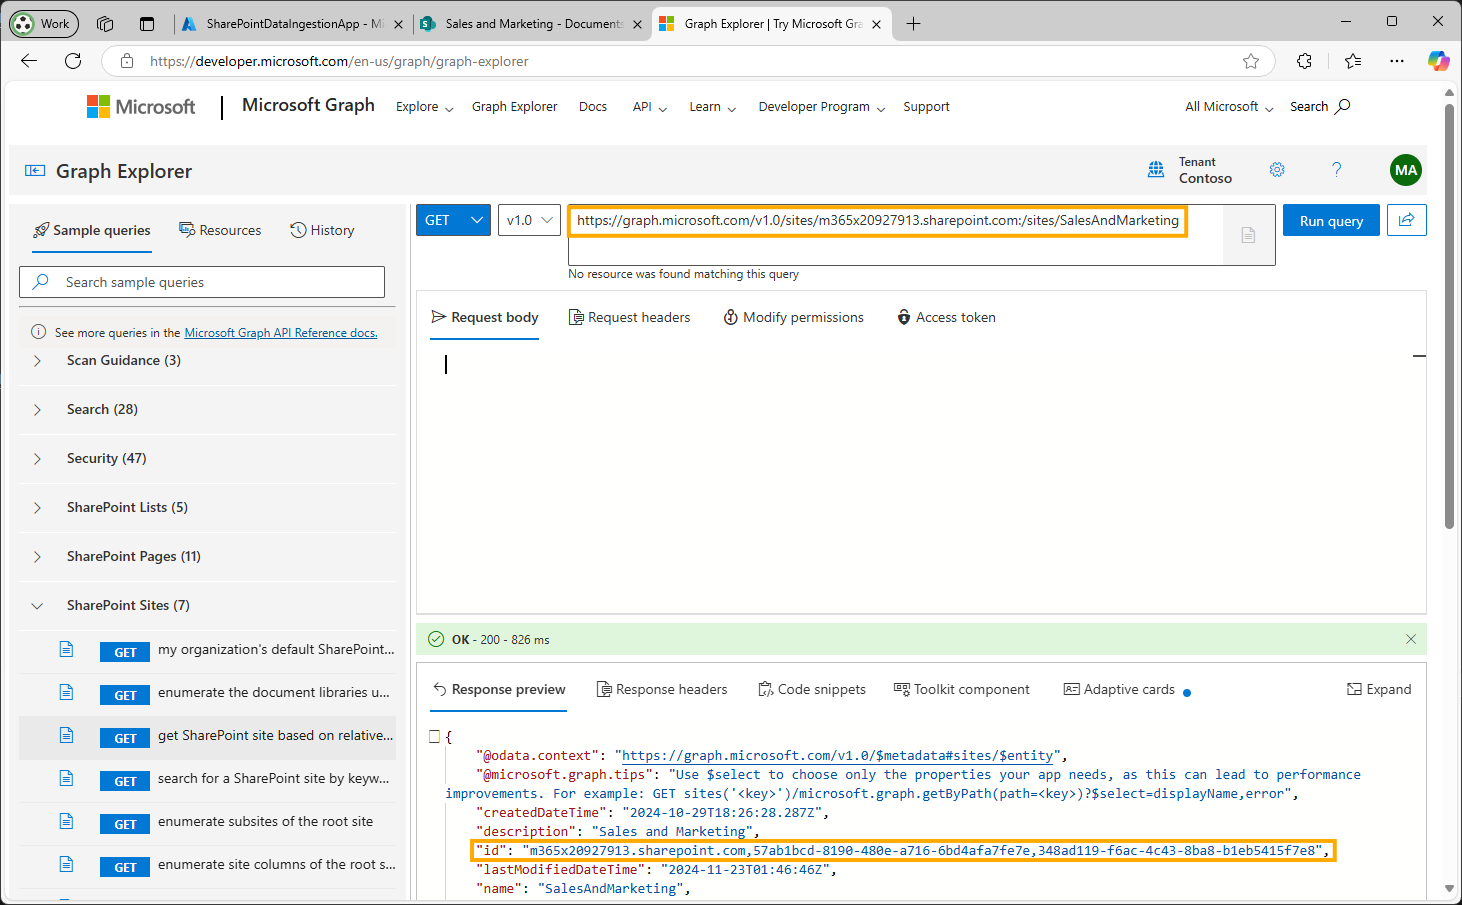 Work
SharePointDataIngestionApp - Mi
Sales and Marketing - Documents
Graph Explorer | Try Microsoft Gra
https://developer.microsoft.com/en-us/graph/graph-explorer
Microsoft
Microsoft Graph
Explore
Graph Explorer
Docs
API
Learn
Developer Program
Support
All Microsoft
Search
Graph Explorer
Tenant
Contoso
MA
Sample queries
Resources
History
GET
v1.0
https://graph.microsoft.com/v1.0/sites/m365x20927913.sharepoint.com:/sites/SalesAndMarketing
Run query
No resource was found matching this query
Search sample queries
See more queries in the Microsoft Graph API Reference docs.
Scan Guidance (3)
Search (28)
Security (47)
SharePoint Lists (5)
SharePoint Pages (11)
SharePoint Sites (7)
GET my organization's default SharePoint...
GET enumerate the document libraries u...
GET get SharePoint site based on relative...
GET search for a SharePoint site by keyw...
GET enumerate subsites of the root site
GET enumerate site columns of the root s...
Request body
Request headers
Modify permissions
Access token
OK - 200 - 826 ms
Response preview
Response headers
Code snippets
Toolkit component
Adaptive cards
Expand
{
"@odata.context": "https://graph.microsoft.com/v1.0/$metadata#sites/$entity",
"@microsoft.graph.tips": "Use $select to choose only the properties your app needs, as this can lead to performance
improvements. For example: GET sites('<key>')/microsoft.graph.getByPath(path=<key>)?$select=displayName,error",
"createdDateTime": "2024-10-29T18:26:28.287Z",
"description": "Sales and Marketing",
"id": "m365x20927913.sharepoint.com,57ab1bcd-8190-480e-a716-6bd4afa7fe7e,348ad119-f6ac-4c43-8ba8-b1eb5415f7e8",
"lastModifiedDateTime": "2024-11-23T01:46:46Z",
"name": "SalesAndMarketing",